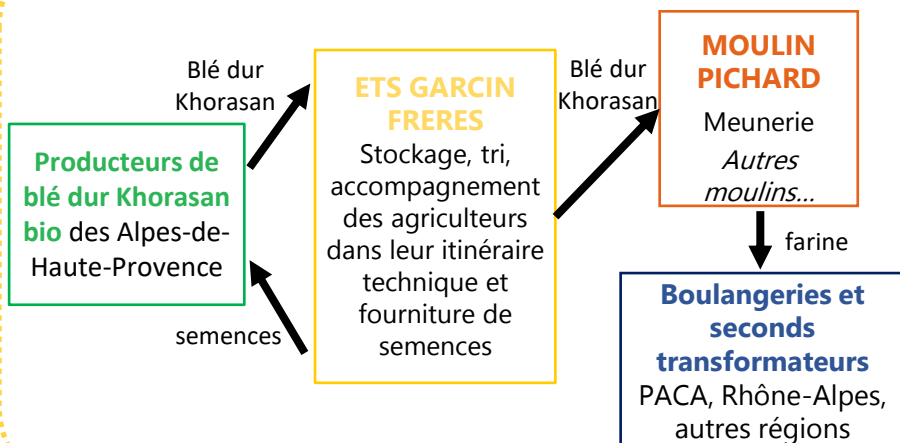 Blé dur
Khorasan
Producteurs de
blé dur Khorasan
bio des Alpes-de-
Haute-Provence
semences
ETS GARCIN
FRERES
Stockage, tri,
accompagnement
des agriculteurs
dans leur itinéraire
technique et
fourniture de
semences
Blé dur
Khorasan
MOULIN
PICHARD
Meunerie
Autres
moulins...
farine
Boulangeries et
seconds
transformateurs
PACA, Rhône-Alpes,
autres régions